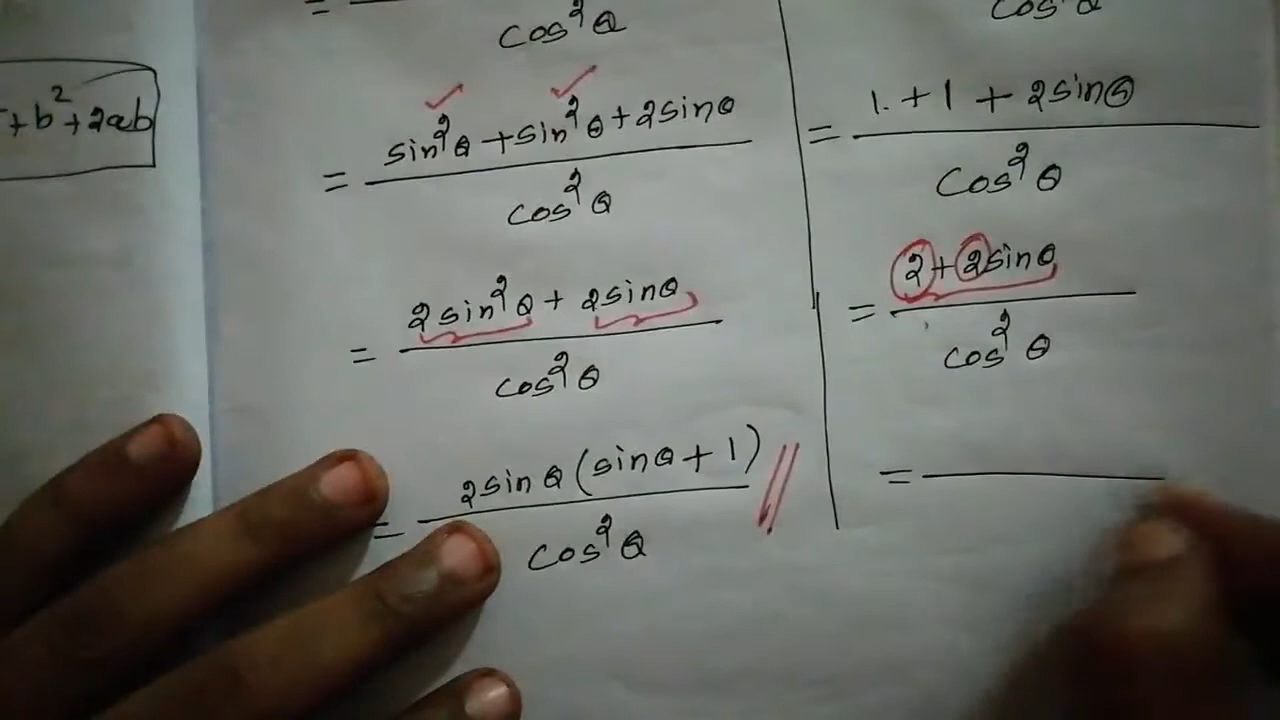 + b² + 2ab
=
cos²θ
= sin²θ + sin²θ + 2sinθ
cos²θ
= 2sin²θ + 2sinθ
cos²θ
= 2sinθ (sinθ + 1)
cos²θ
cos²θ
= 1 + 1 + 2sinθ
cos²θ
= 2 + 2sinθ
cos²θ
=